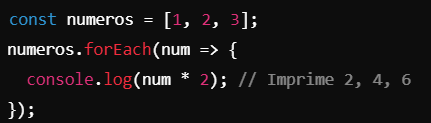 const numeros = [1, 2, 3];
numeros.forEach(num => {
  console.log(num * 2); // Imprime 2, 4, 6
});